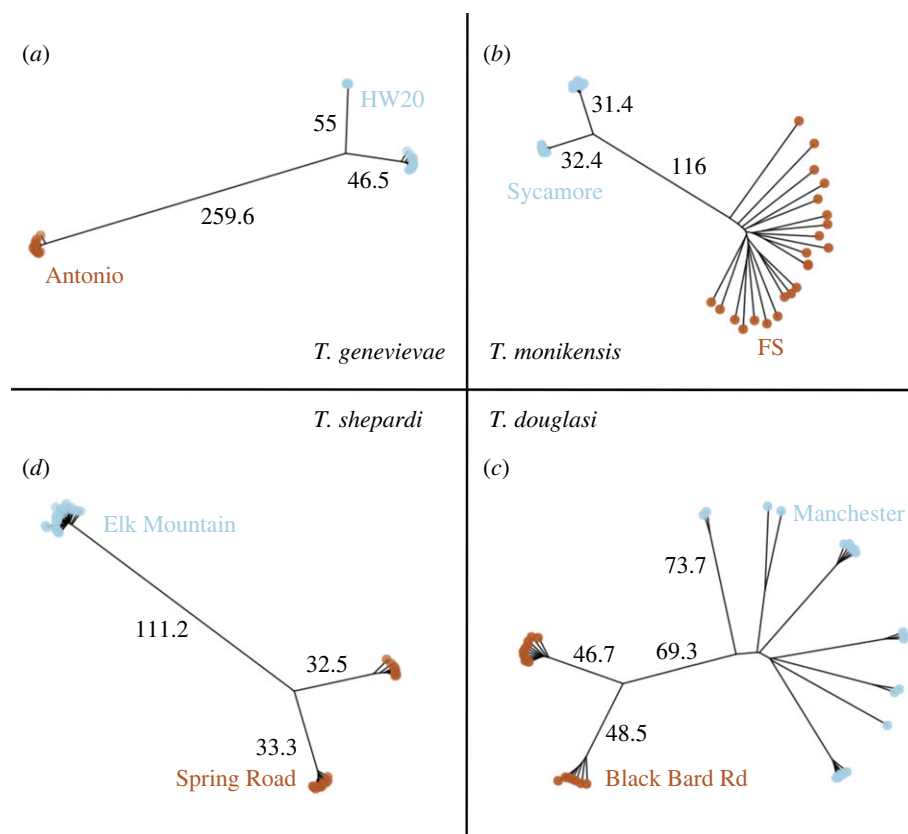 (a)
HW20
55
46.5
259.6
Antonio
T. genevievae
(b)
31.4
32.4
116
Sycamore
FS
T. monikensis
T. shepardi
(d)
Elk Mountain
111.2
32.5
33.3
Spring Road
T. douglasi
(c)
Manchester
73.7
46.7
69.3
48.5
Black Bard Rd